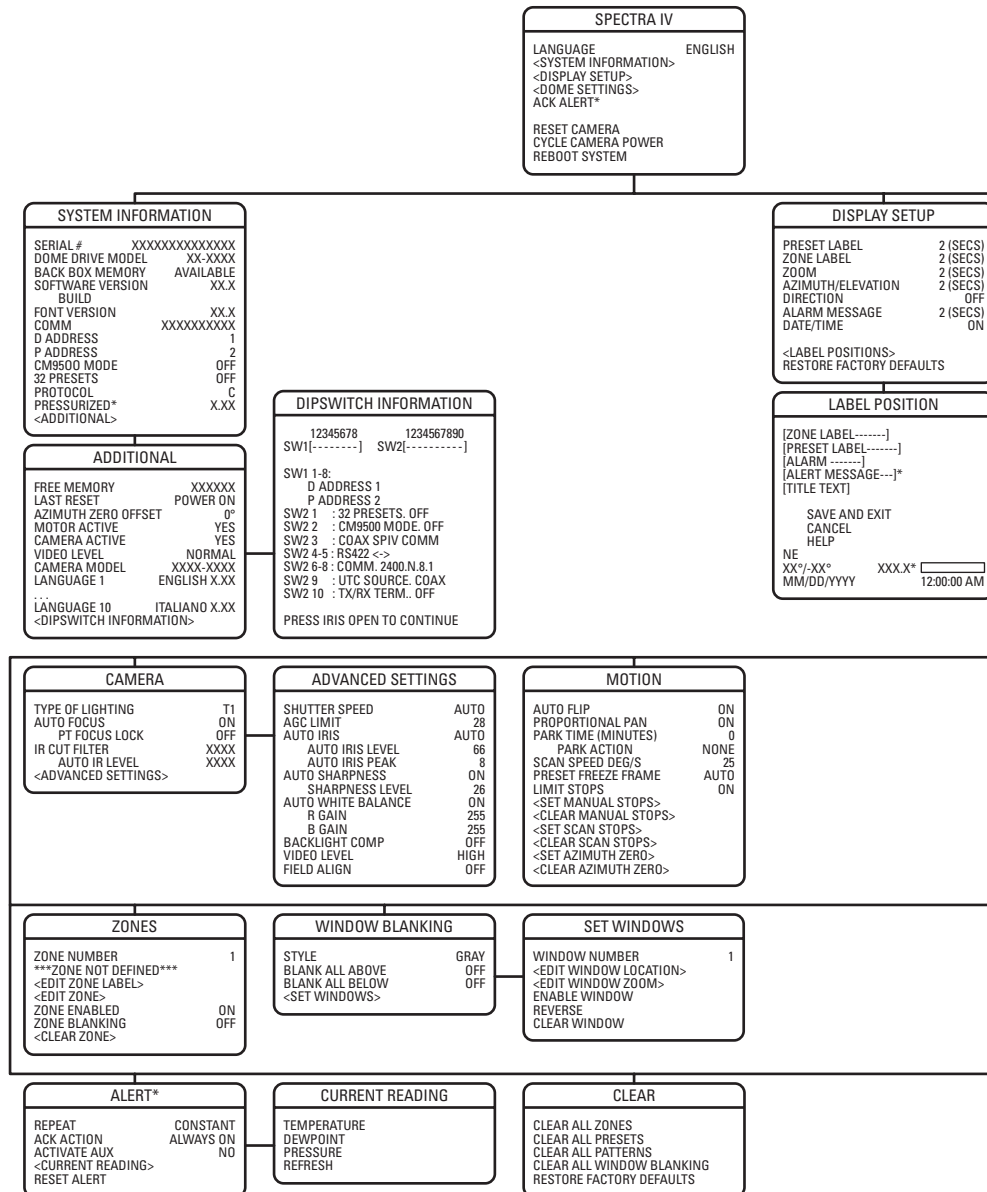 SPECTRA IV
LANGUAGE ENGLISH
<SYSTEM INFORMATION>
<DISPLAY SETUP>
<DOME SETTINGS>
ACK ALERT*
RESET CAMERA
CYCLE CAMERA POWER
REBOOT SYSTEM
SYSTEM INFORMATION
SERIAL # XXXXXXXXXXXXXX
DOME DRIVE MODEL XX-XXXX
BACK BOX MEMORY AVAILABLE
SOFTWARE VERSION XX.X
BUILD
FONT VERSION XX.X
COMM XXXXXXXXXX
D ADDRESS 1
P ADDRESS 2
CM9500 MODE OFF
32 PRESETS OFF
PROTOCOL C
PRESSURIZED* X.XX
<ADDITIONAL>
DISPLAY SETUP
PRESET LABEL 2 (SECS)
ZONE LABEL 2 (SECS)
ZOOM 2 (SECS)
AZIMUTH/ELEVATION 2 (SECS)
DIRECTION OFF
ALARM MESSAGE 2 (SECS)
DATE/TIME ON
<LABEL POSITIONS>
RESTORE FACTORY DEFAULTS
ADDITIONAL
FREE MEMORY XXXXXX
LAST RESET POWER ON
AZIMUTH ZERO OFFSET 0°
MOTOR ACTIVE YES
CAMERA ACTIVE YES
VIDEO LEVEL NORMAL
CAMERA MODEL XXXX-XXXX
LANGUAGE 1 ENGLISH X.XX
. . .
LANGUAGE 10 ITALIANO X.XX
<DIPSWITCH INFORMATION>
DIPSWITCH INFORMATION
12345678 1234567890
SW1[--------] SW2[----------]
SW1 1-8:
D ADDRESS 1
P ADDRESS 2
SW2 1 : 32 PRESETS. OFF
SW2 2 : CM9500 MODE. OFF
SW2 3 : COAX SPIV COMM
SW2 4-5 : RS422 <->
SW2 6-8 : COMM. 2400.N.8.1
SW2 9 : UTC SOURCE. COAX
SW2 10 : TX/RX TERM.. OFF
PRESS IRIS OPEN TO CONTINUE
LABEL POSITION
[ZONE LABEL-------]
[PRESET LABEL-------]
[ALARM -------]
[ALERT MESSAGE---]*
[TITLE TEXT]
SAVE AND EXIT
CANCEL
HELP
NE
XX°/-XX° XXX.X*
MM/DD/YYYY 12:00:00 AM
CAMERA
TYPE OF LIGHTING T1
AUTO FOCUS ON
PT FOCUS LOCK OFF
IR CUT FILTER XXXX
AUTO IR LEVEL XXXX
<ADVANCED SETTINGS>
ADVANCED SETTINGS
SHUTTER SPEED AUTO
AGC LIMIT 28
AUTO IRIS AUTO
AUTO IRIS LEVEL 66
AUTO IRIS PEAK 8
AUTO SHARPNESS ON
SHARPNESS LEVEL 26
AUTO WHITE BALANCE ON
R GAIN 255
B GAIN 255
BACKLIGHT COMP OFF
VIDEO LEVEL HIGH
FIELD ALIGN OFF
MOTION
AUTO FLIP ON
PROPORTIONAL PAN ON
PARK TIME (MINUTES) 0
PARK ACTION NONE
SCAN SPEED DEG/S 25
PRESET FREEZE FRAME AUTO
LIMIT STOPS ON
<SET MANUAL STOPS>
<CLEAR MANUAL STOPS>
<SET SCAN STOPS>
<CLEAR SCAN STOPS>
<SET AZIMUTH ZERO>
<CLEAR AZIMUTH ZERO>
ZONES
ZONE NUMBER 1
***ZONE NOT DEFINED***
<EDIT ZONE LABEL>
<EDIT ZONE>
ZONE ENABLED ON
ZONE BLANKING OFF
<CLEAR ZONE>
WINDOW BLANKING
STYLE GRAY
BLANK ALL ABOVE OFF
BLANK ALL BELOW OFF
<SET WINDOWS>
SET WINDOWS
WINDOW NUMBER 1
<EDIT WINDOW LOCATION>
<EDIT WINDOW ZOOM>
ENABLE WINDOW
REVERSE
CLEAR WINDOW
ALERT*
REPEAT CONSTANT
ACK ACTION ALWAYS ON
ACTIVATE AUX NO
<CURRENT READING>
RESET ALERT
CURRENT READING
TEMPERATURE
DEWPOINT
PRESSURE
REFRESH
CLEAR
CLEAR ALL ZONES
CLEAR ALL PRESETS
CLEAR ALL PATTERNS
CLEAR ALL WINDOW BLANKING
RESTORE FACTORY DEFAULTS